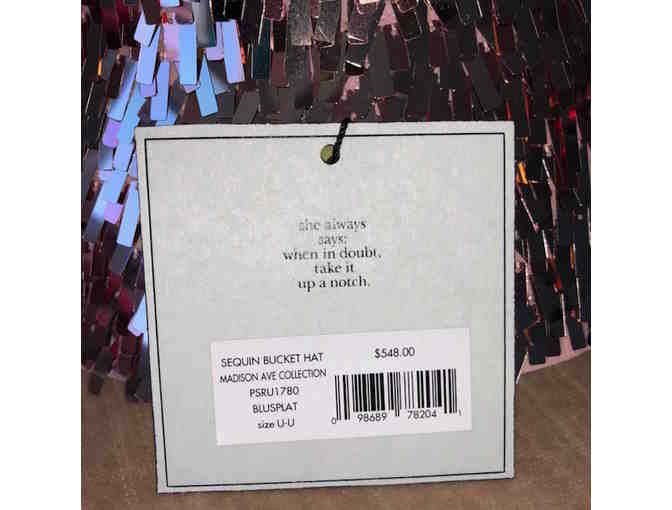 she always
says:
when in doubt,
take it
up a notch.
SEQUIN BUCKET HAT $548.00
MADISON AVE COLLECTION
PSRU1780
BLUSPLAT
size U-U
0 98689 78204 1